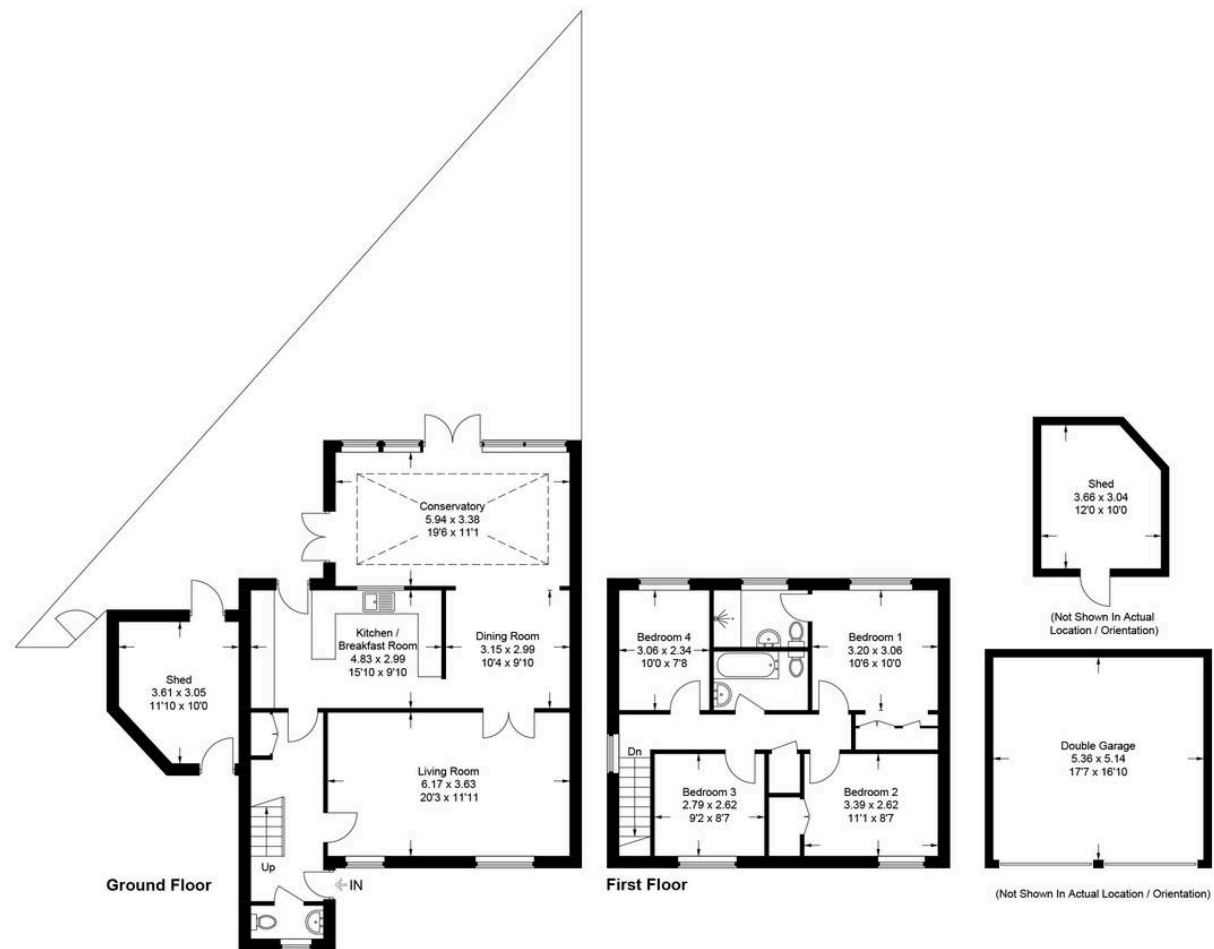 Conservatory
5.94 x 3.38
19'6 x 11'1
Kitchen /
Breakfast Room
4.83 x 2.99
15'10 x 9'10
Dining Room
3.15 x 2.99
10'4 x 9'10
Shed
3.61 x 3.05
11'10 x 10'0
Living Room
6.17 x 3.63
20'3 x 11'11
Up
IN
Ground Floor
Bedroom 4
3.06 x 2.34
10'0 x 7'8
Bedroom 1
3.20 x 3.06
10'6 x 10'0
Dn
Bedroom 3
2.79 x 2.62
9'2 x 8'7
Bedroom 2
3.39 x 2.62
11'1 x 8'7
First Floor
Shed
3.66 x 3.04
12'0 x 10'0
(Not Shown In Actual
Location / Orientation)
Double Garage
5.36 x 5.14
17'7 x 16'10
(Not Shown In Actual Location / Orientation)